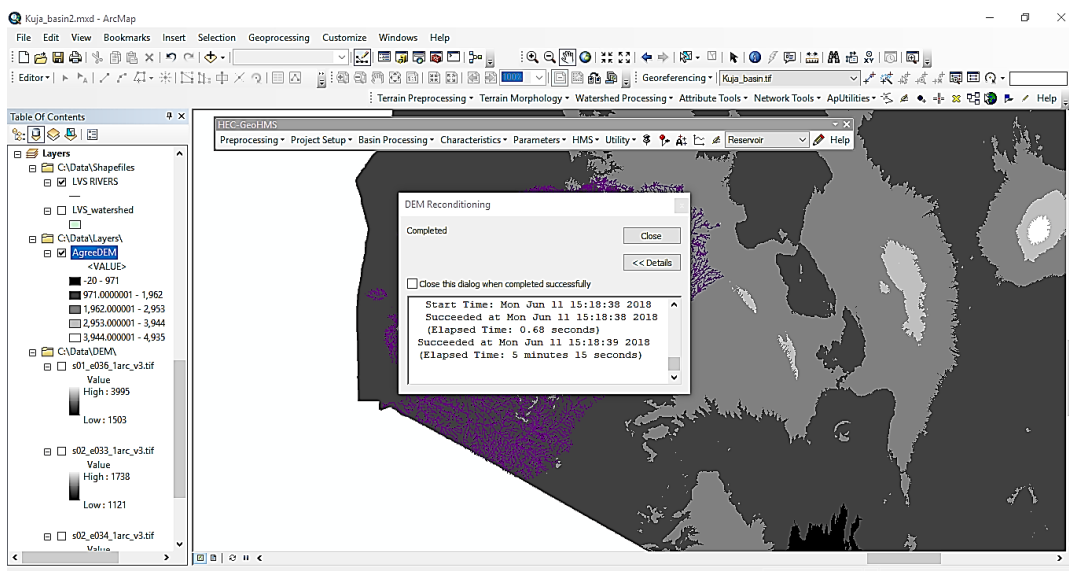 Kuja_basin2.mxd - ArcMap
File Edit View Bookmarks Insert Selection Geoprocessing Customize Windows Help
Editor
100%
Georeferencing
Kuja_basin.tif
Terrain Preprocessing Terrain Morphology Watershed Processing Attribute Tools Network Tools ApUtilities Help
Table Of Contents
HEC-GeoHMS
Preprocessing Project Setup Basin Processing Characteristics Parameters HMS Utility Reservoir Help
Layers
C:\Data\Shapefiles
LVS RIVERS
LVS_watershed
C:\Data\Layers\
AgreeDEM
<VALUE>
-20 - 971
971.000001 - 1,962
1,962.000001 - 2,953
2,953.000001 - 3,944
3,944.000001 - 4,935
C:\Data\DEM\
s01_e036_1arc_v3.tif
Value
High : 3995
Low : 1503
s02_e033_1arc_v3.tif
Value
High : 1738
Low : 1121
s02_e034_1arc_v3.tif
Value
DEM Reconditioning
Completed
Close
<< Details
Close this dialog when completed successfully
Start Time: Mon Jun 11 15:18:38 2018
Succeeded at Mon Jun 11 15:18:38 2018
(Elapsed Time: 0.68 seconds)
Succeeded at Mon Jun 11 15:18:39 2018
(Elapsed Time: 5 minutes 15 seconds)